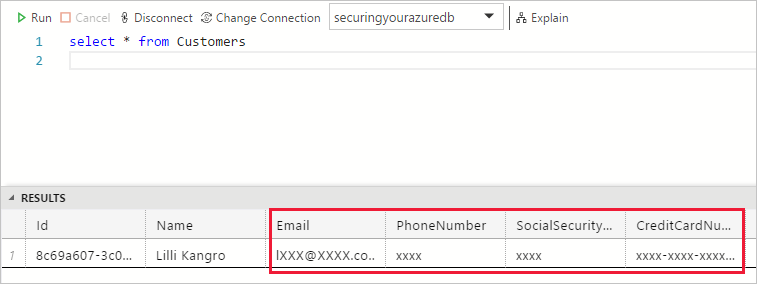 Run Cancel Disconnect Change Connection securingyourazuredb Explain
1 select * from Customers
2
RESULTS
Id Name Email PhoneNumber SocialSecurity... CreditCardNu...
1 8c69a607-3c0... Lilli Kangro lXXX@XXXX.co... xxxx xxxx xxxx-xxxx-xxxx...